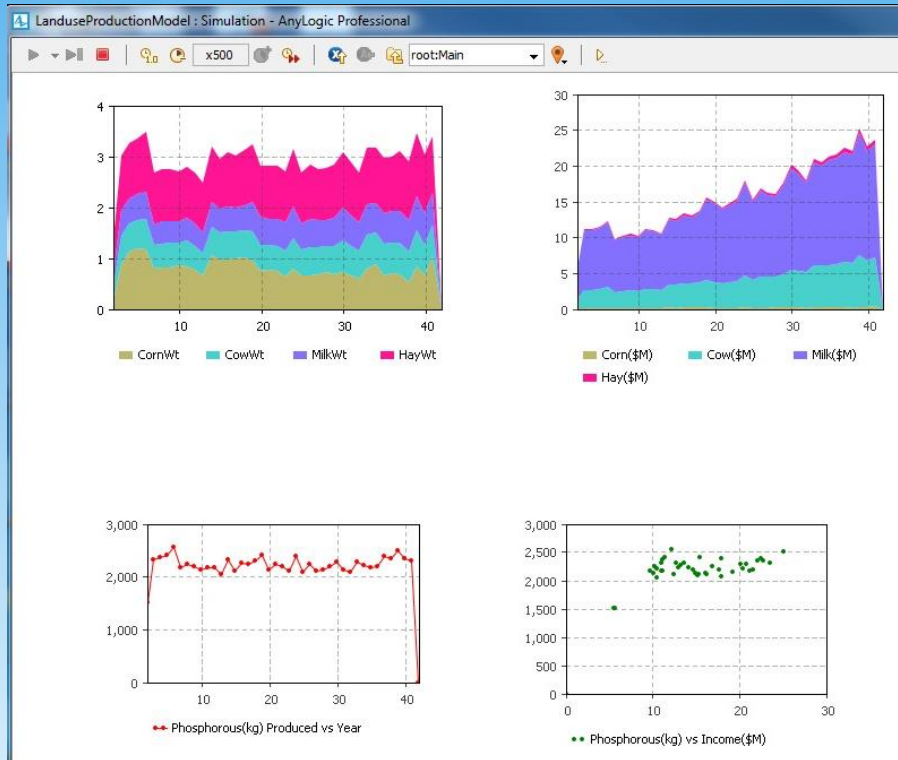 LanduseProductionModel : Simulation - AnyLogic Professional
x500 root:Main
4
3
2
1
0
10 20 30 40
CornWt CowWt MilkWt HayWt
30
25
20
15
10
5
0
10 20 30 40
Corn($M) Cow($M) Milk($M)
Hay($M)
3,000
2,000
1,000
0
10 20 30 40
Phosphorous(kg) Produced vs Year
3,000
2,500
2,000
1,500
1,000
500
0
0 10 20 30
Phosphorous(kg) vs Income($M)